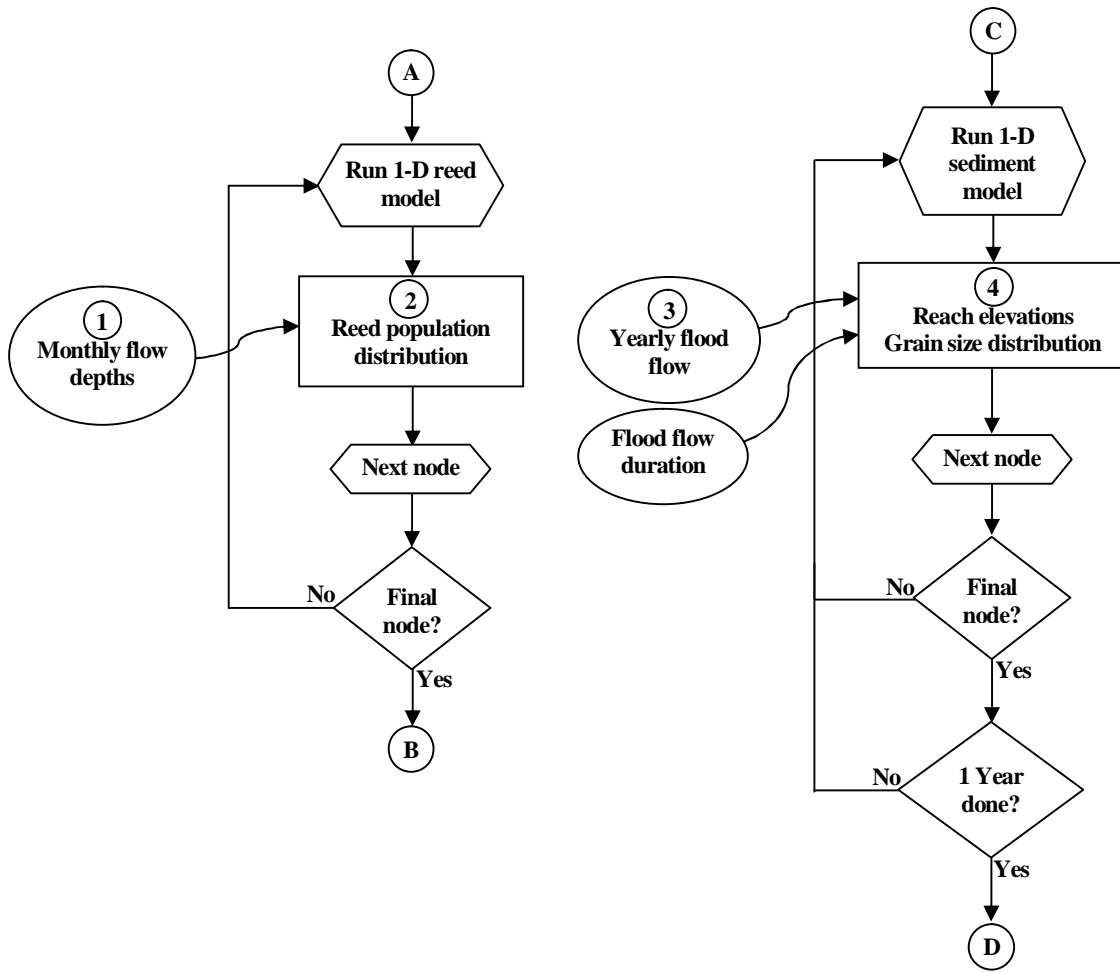 A
Run 1-D reed
model
1
Monthly flow
depths
2
Reed population
distribution
Next node
No
Final
node?
Yes
B
C
Run 1-D
sediment
model
3
Yearly flood
flow
4
Reach elevations
Grain size distribution
Flood flow
duration
Next node
No
Final
node?
Yes
No
1 Year
done?
Yes
D